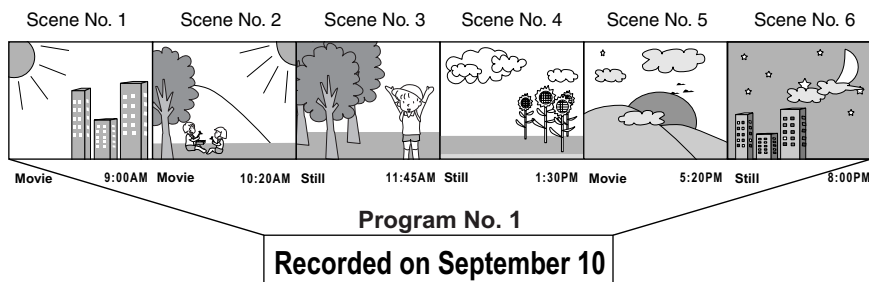 Scene No. 1 Scene No. 2 Scene No. 3 Scene No. 4 Scene No. 5 Scene No. 6
Movie 9:00AM Movie 10:20AM Still 11:45AM Still 1:30PM Movie 5:20PM Still 8:00PM
Program No. 1
Recorded on September 10